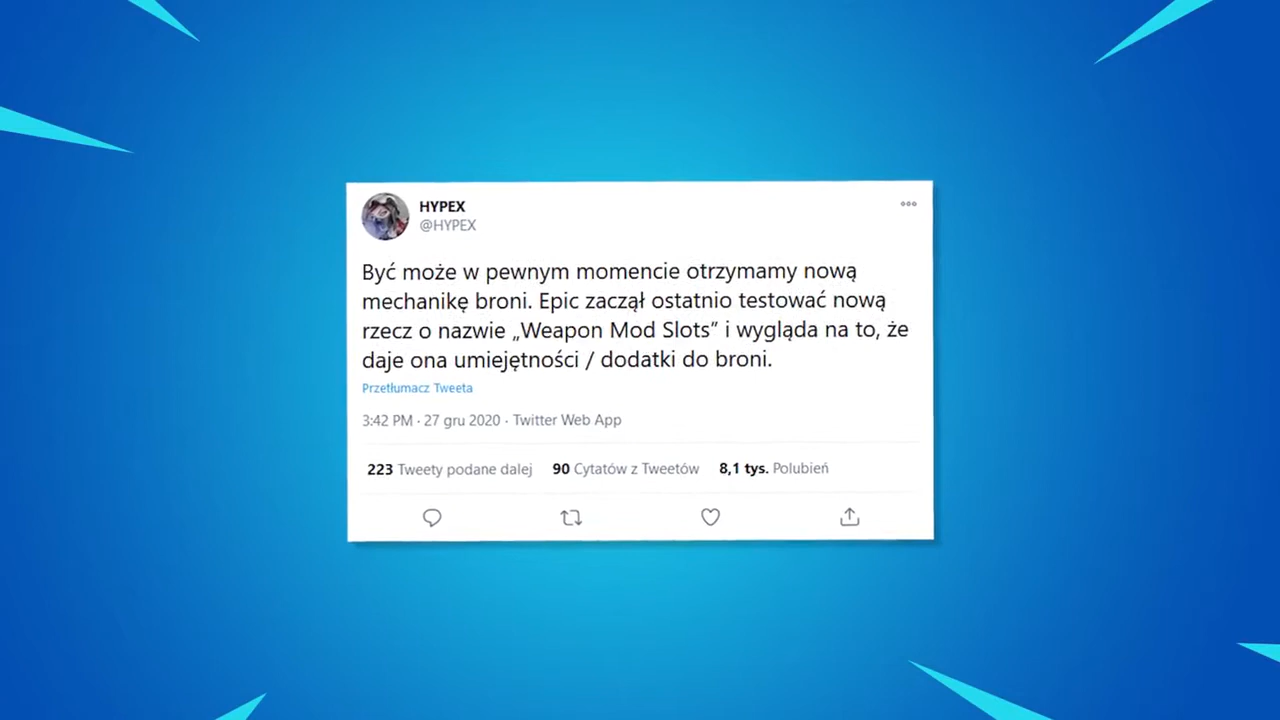 HYPEX
@HYPEX
Być może w pewnym momencie otrzymamy nową
mechanikę broni. Epic zaczął ostatnio testować nową
rzecz o nazwie „Weapon Mod Slots” i wygląda na to, że
daje ona umiejętności / dodatki do broni.
Przetłumacz Tweeta
3:42 PM · 27 gru 2020 · Twitter Web App
223 Tweety podane dalej 90 Cytatów z Tweetów 8,1 tys. Polubień